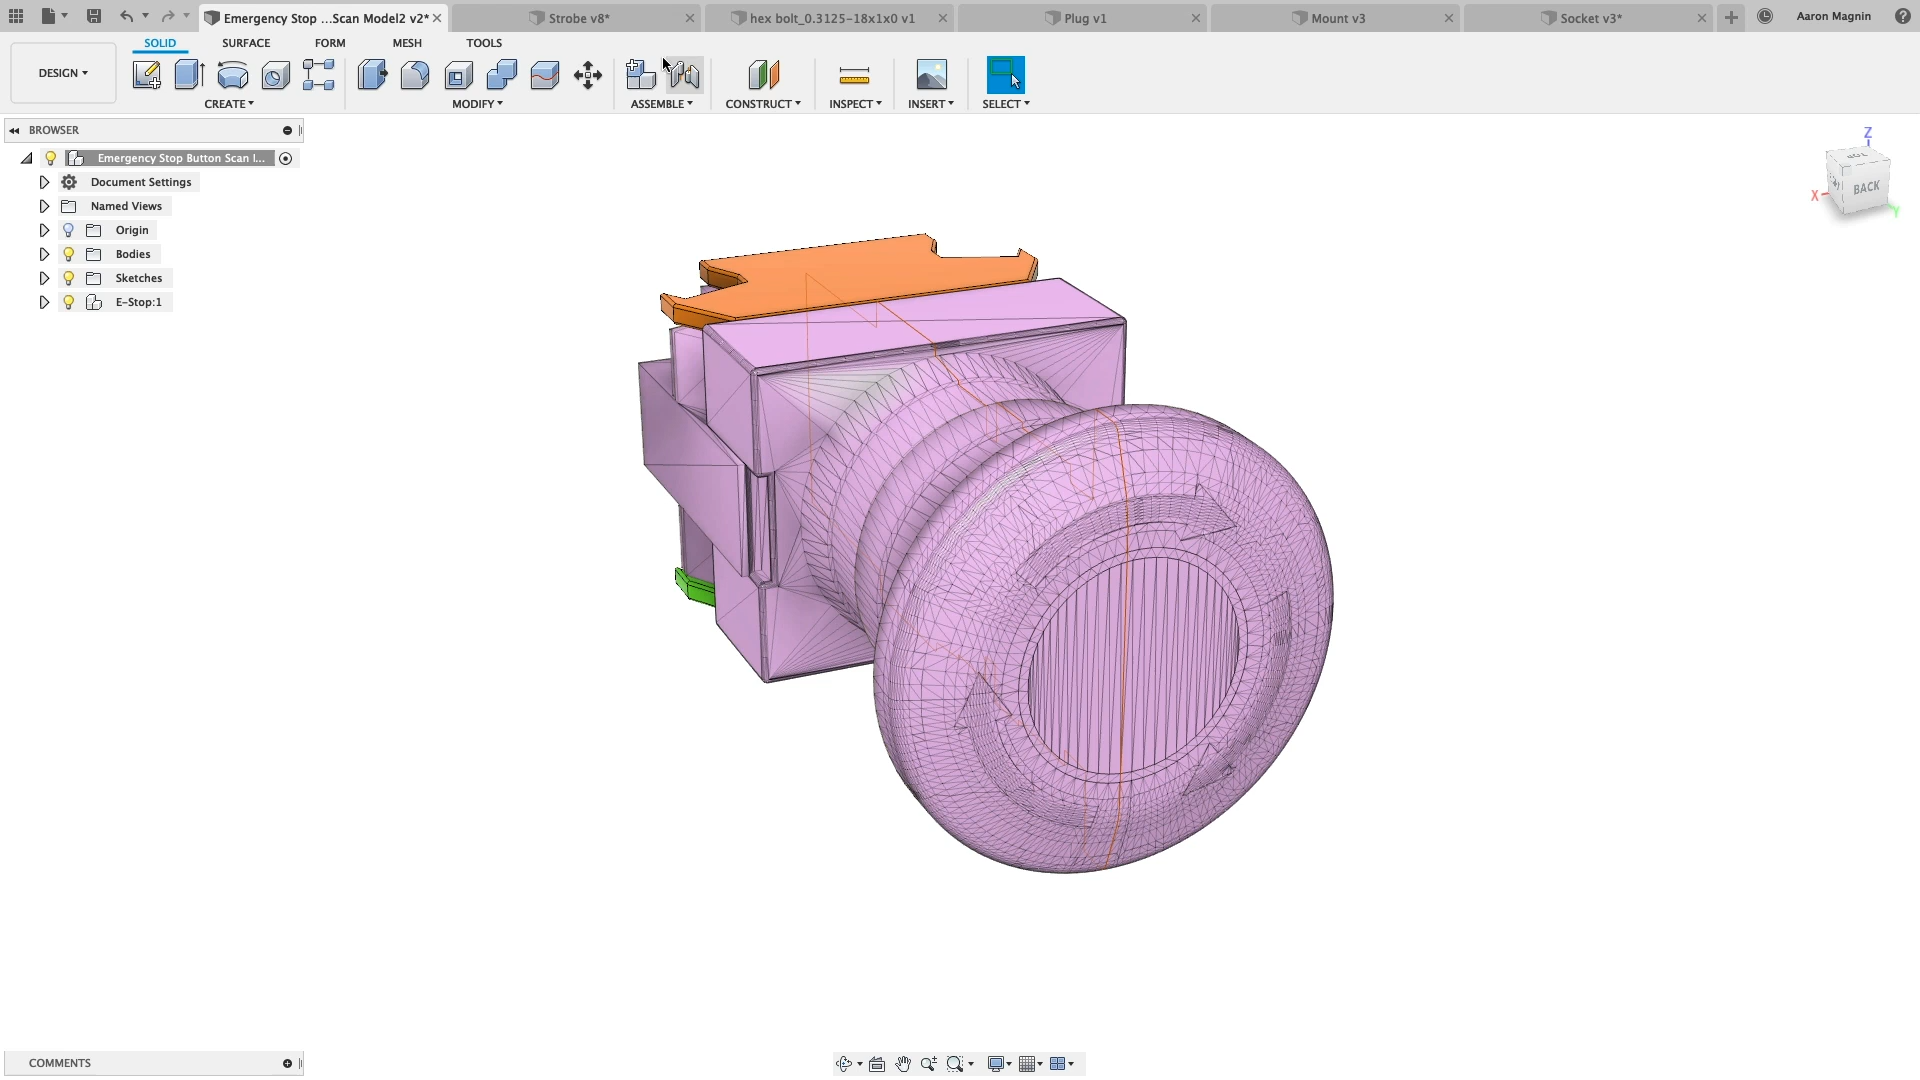 Emergency Stop ...Scan Model2 v2*
Strobe v8*
hex bolt_0.3125-18x1x0 v1
Plug v1
Mount v3
Socket v3*
Aaron Magnin
DESIGN
SOLID
SURFACE
FORM
MESH
TOOLS
CREATE
MODIFY
ASSEMBLE
CONSTRUCT
INSPECT
INSERT
SELECT
BROWSER
Emergency Stop Button Scan I...
Document Settings
Named Views
Origin
Bodies
Sketches
E-Stop:1
Z
TOP
BACK
X
Y
COMMENTS